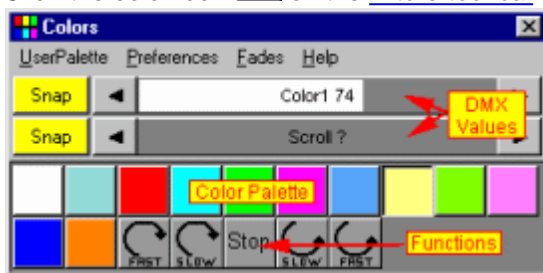 Colors
UserPalette Preferences Fades Help
Snap Color1 74
DMX
Values
Snap Scroll ?
Color Palette
Stop
Functions
FAST SLOW SLOW FAST